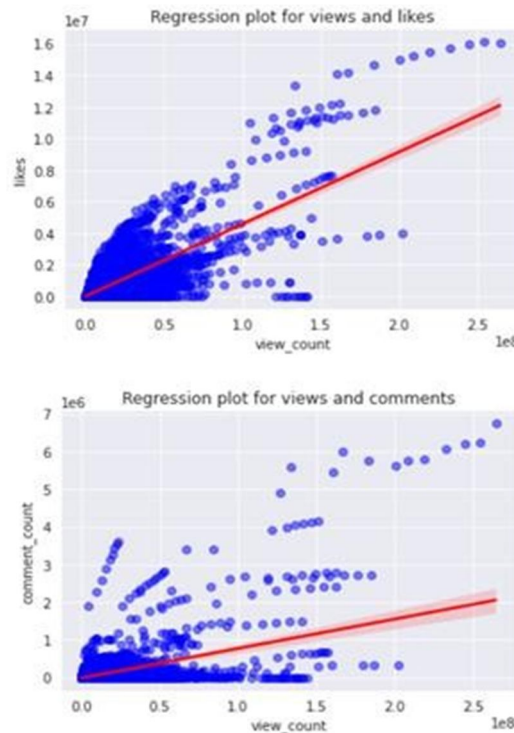 Regression plot for views and likes
1e7
1.6
1.4
1.2
1.0
0.8
0.6
0.4
0.2
0.0
likes
0.0 0.5 1.0 1.5 2.0 2.5
1e8
view_count
Regression plot for views and comments
1e6
7
6
5
4
3
2
1
0
comment_count
0.0 0.5 1.0 1.5 2.0 2.5
1e8
view_count